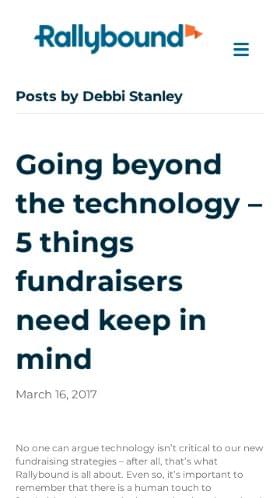 Rallybound
Posts by Debbi Stanley
Going beyond
the technology –
5 things
fundraisers
need keep in
mind
March 16, 2017
No one can argue technology isn't critical to our new
fundraising strategies – after all, that's what
Rallybound is all about. Even so, it's important to
remember that there is a human touch to